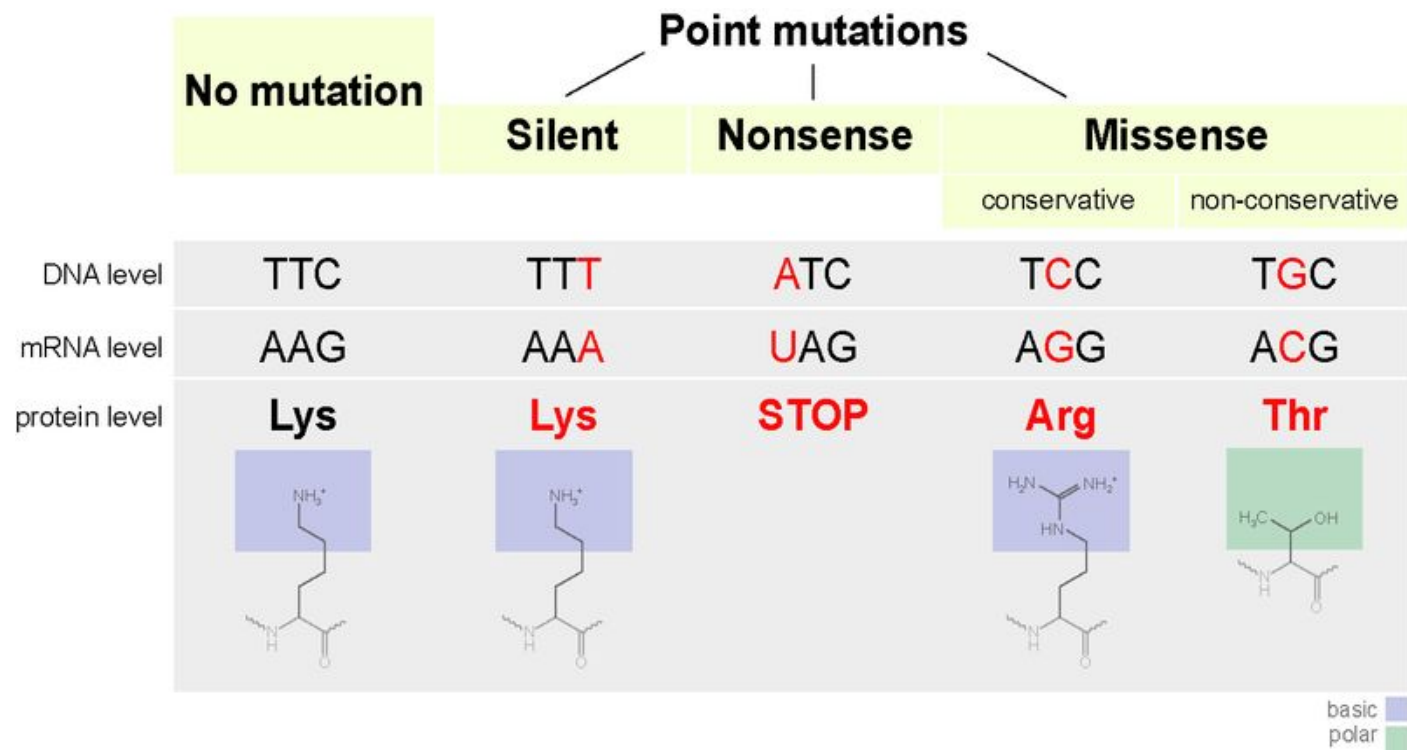 Point mutations
No mutation
Silent Nonsense Missense
conservative non-conservative
DNA level TTC TTT ATC TCC TGC
mRNA level AAG AAA UAG AGG ACG
protein level Lys Lys STOP Arg Thr
NH₃⁺ NH₃⁺ H₂N NH₂⁺
HN H₃C OH
N H O N H O N H O N H O
basic
polar